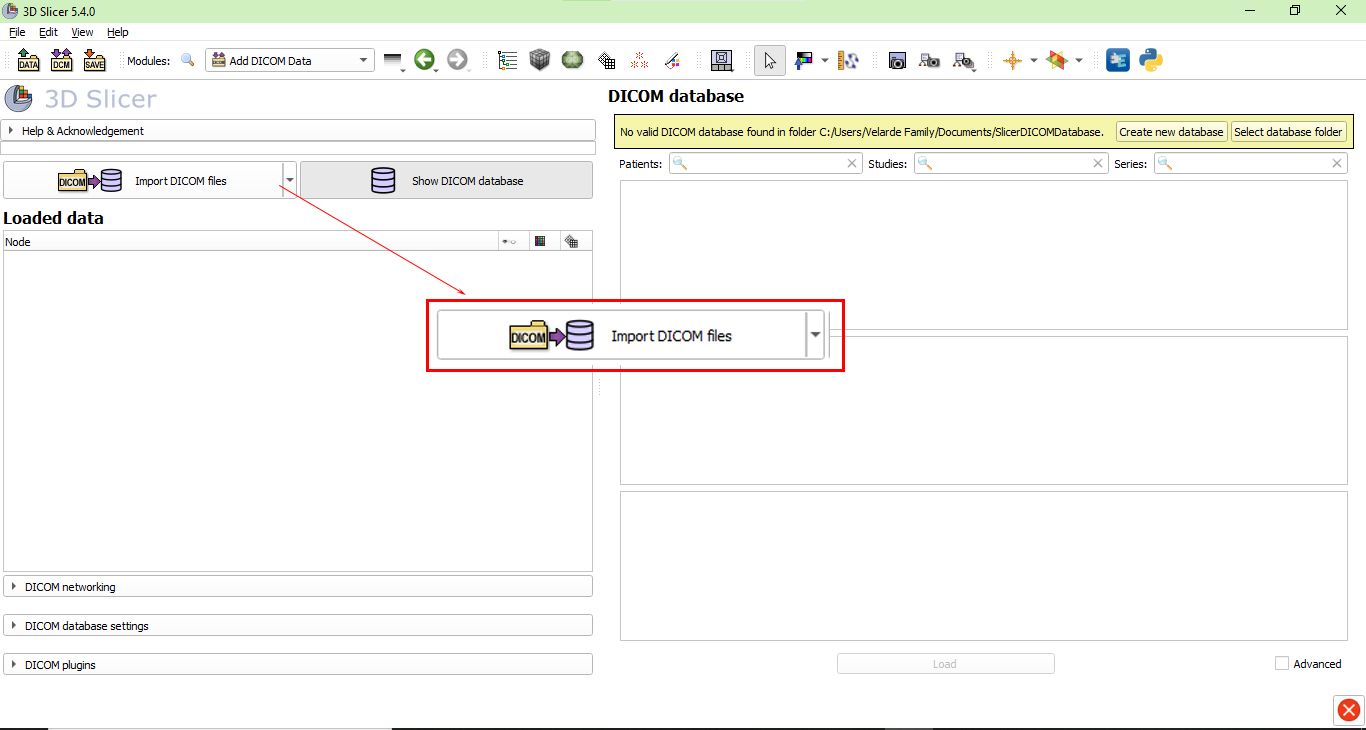 3D Slicer 5.4.0
File Edit View Help
DATA DCM SAVE Modules: Add DICOM Data
3D Slicer
Help & Acknowledgement
DICOM Import DICOM files Show DICOM database
Loaded data
Node
DICOM networking
DICOM database settings
DICOM plugins
DICOM Import DICOM files
DICOM database
No valid DICOM database found in folder C:/Users/Velarde Family/Documents/SlicerDICOMDatabase. Create new database Select database folder
Patients: Studies: Series:
Load Advanced